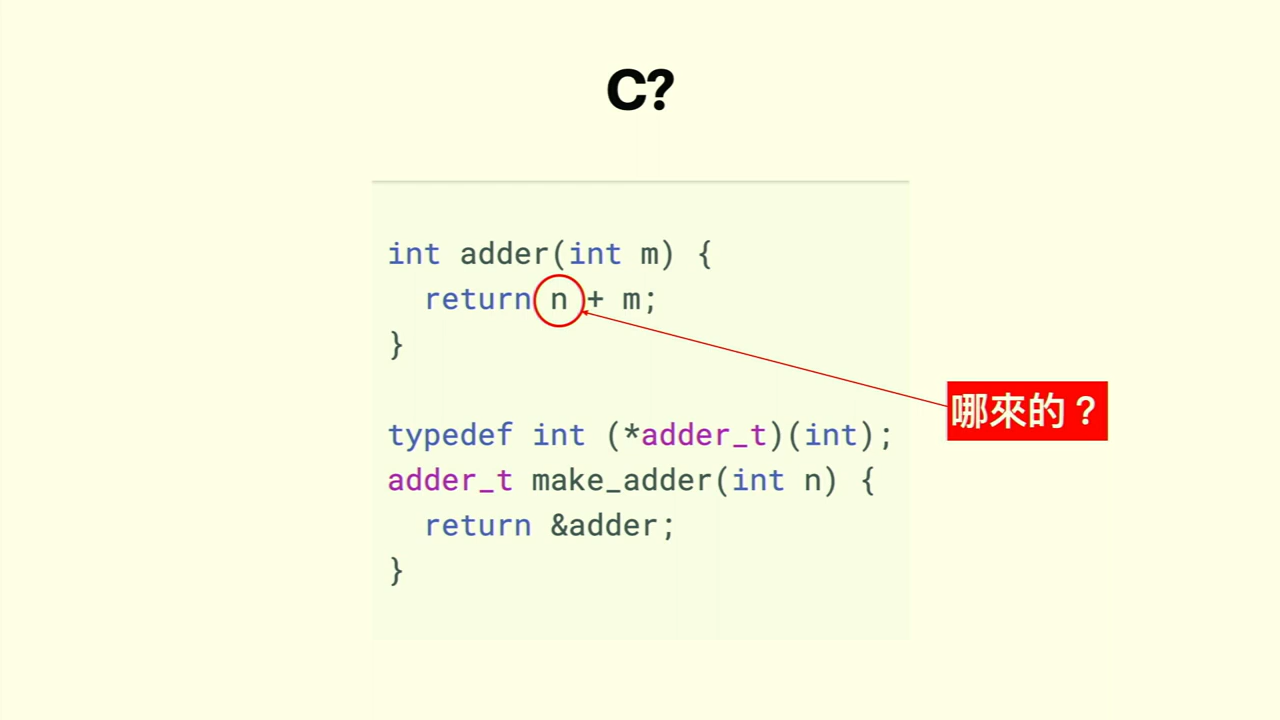 C?
int adder(int m) {
  return n + m;
}
哪來的？
typedef int (*adder_t)(int);
adder_t make_adder(int n) {
  return &adder;
}